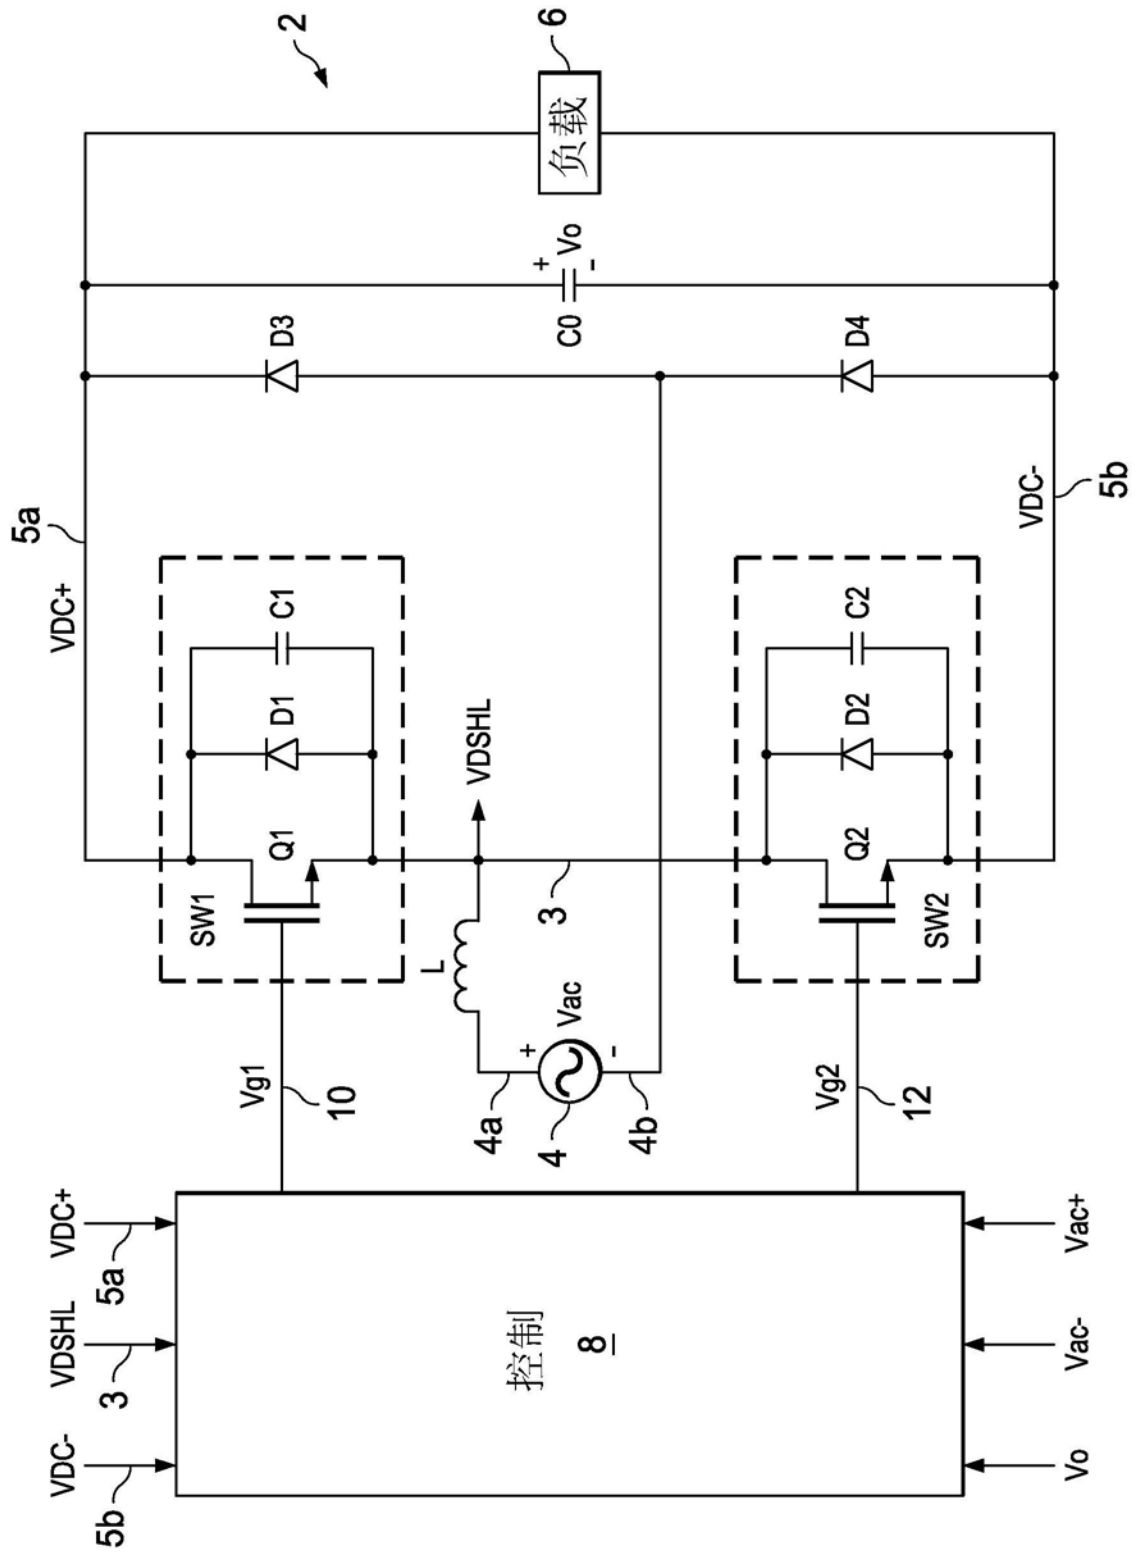 2
5a
VDC-
VDSHL
VDC+
VDC+
5b
3
5a
SW1
Vg1
Q1
D1
C1
D3
10
L
VDSHL
4a
控制
8
+
Vac
-
4
3
+
Vo
-
C0
负载
6
4b
Vg2
Q2
D2
C2
D4
12
SW2
VDC-
5b
Vo
Vac-
Vac+